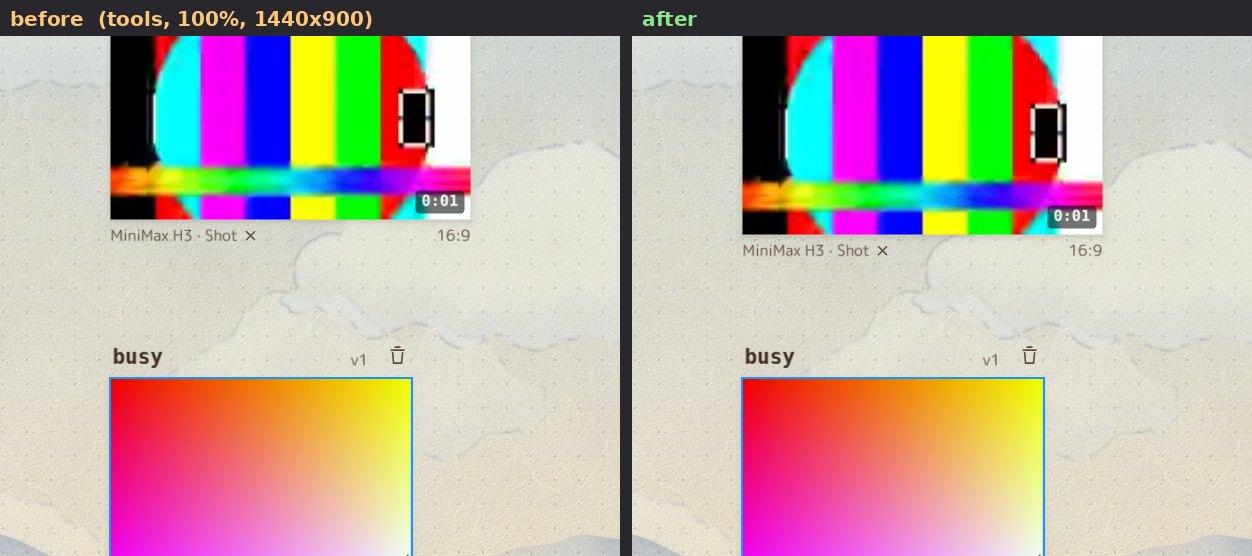 before (tools, 100%, 1440x900)
after
0:01
MiniMax H3 · Shot ×
16:9
0:01
MiniMax H3 · Shot ×
16:9
busy
v1
busy
v1